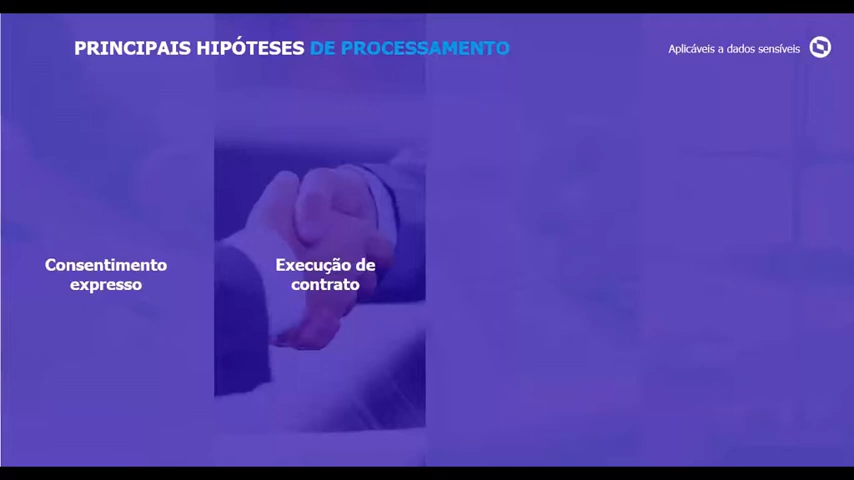 PRINCIPAIS HIPÓTESES DE PROCESSAMENTO
Aplicáveis a dados sensíveis
Consentimento
expresso
Execução de
contrato